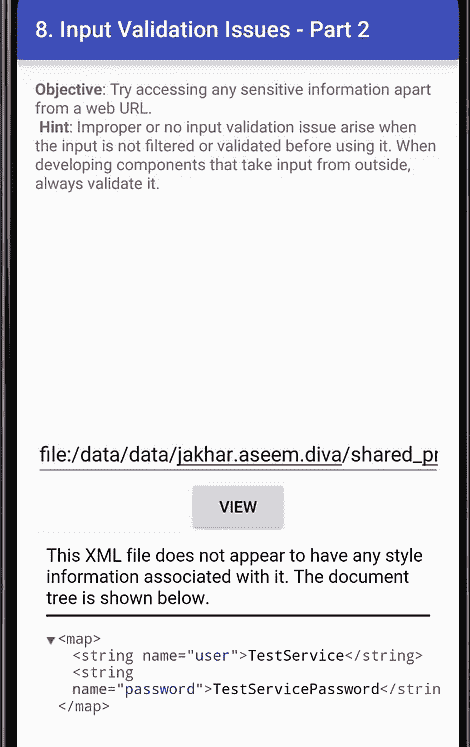 8. Input Validation Issues - Part 2
Objective: Try accessing any sensitive information apart
from a web URL.
Hint: Improper or no input validation issue arise when
the input is not filtered or validated before using it. When
developing components that take input from outside,
always validate it.
file:/data/data/jakhar.aseem.diva/shared_pr
VIEW
This XML file does not appear to have any style
information associated with it. The document
tree is shown below.
▼<map>
<string name="user">TestService</string>
<string
name="password">TestServicePassword</strin
</map>